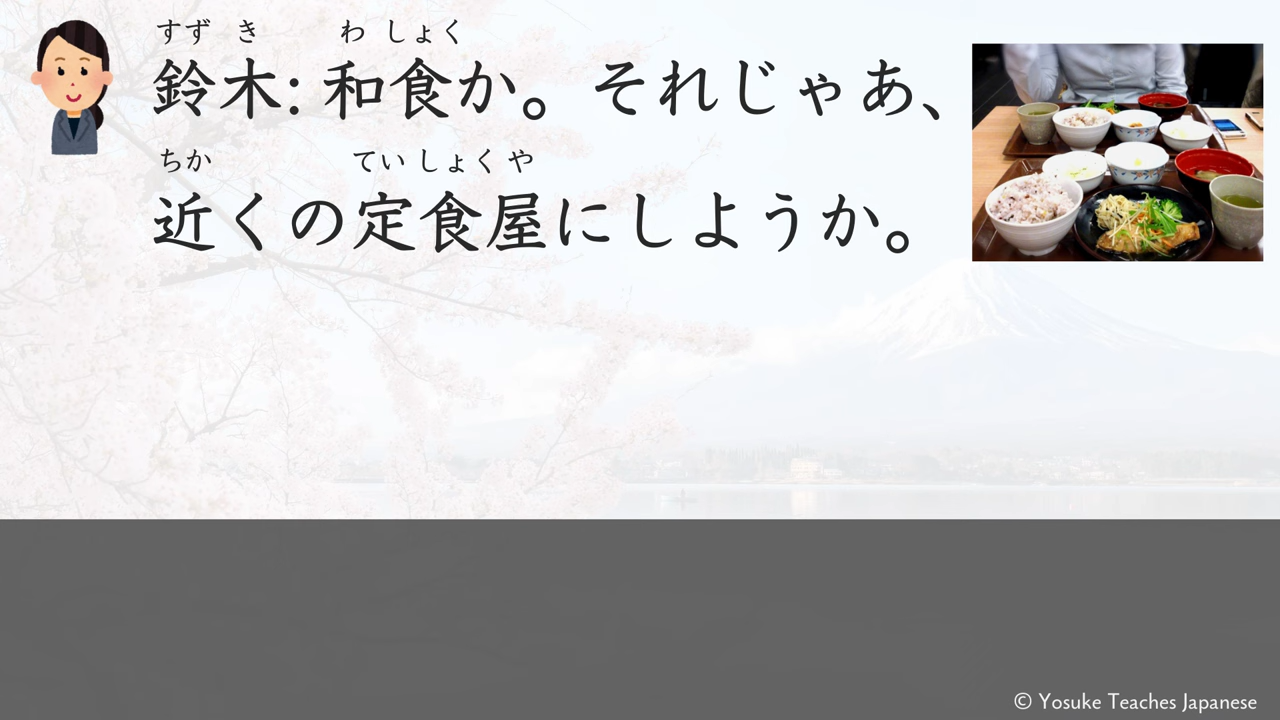 すず き わ しょく
鈴木: 和食か。それじゃあ、
ちか てい しょく や
近くの定食屋にしようか。
© Yosuke Teaches Japanese